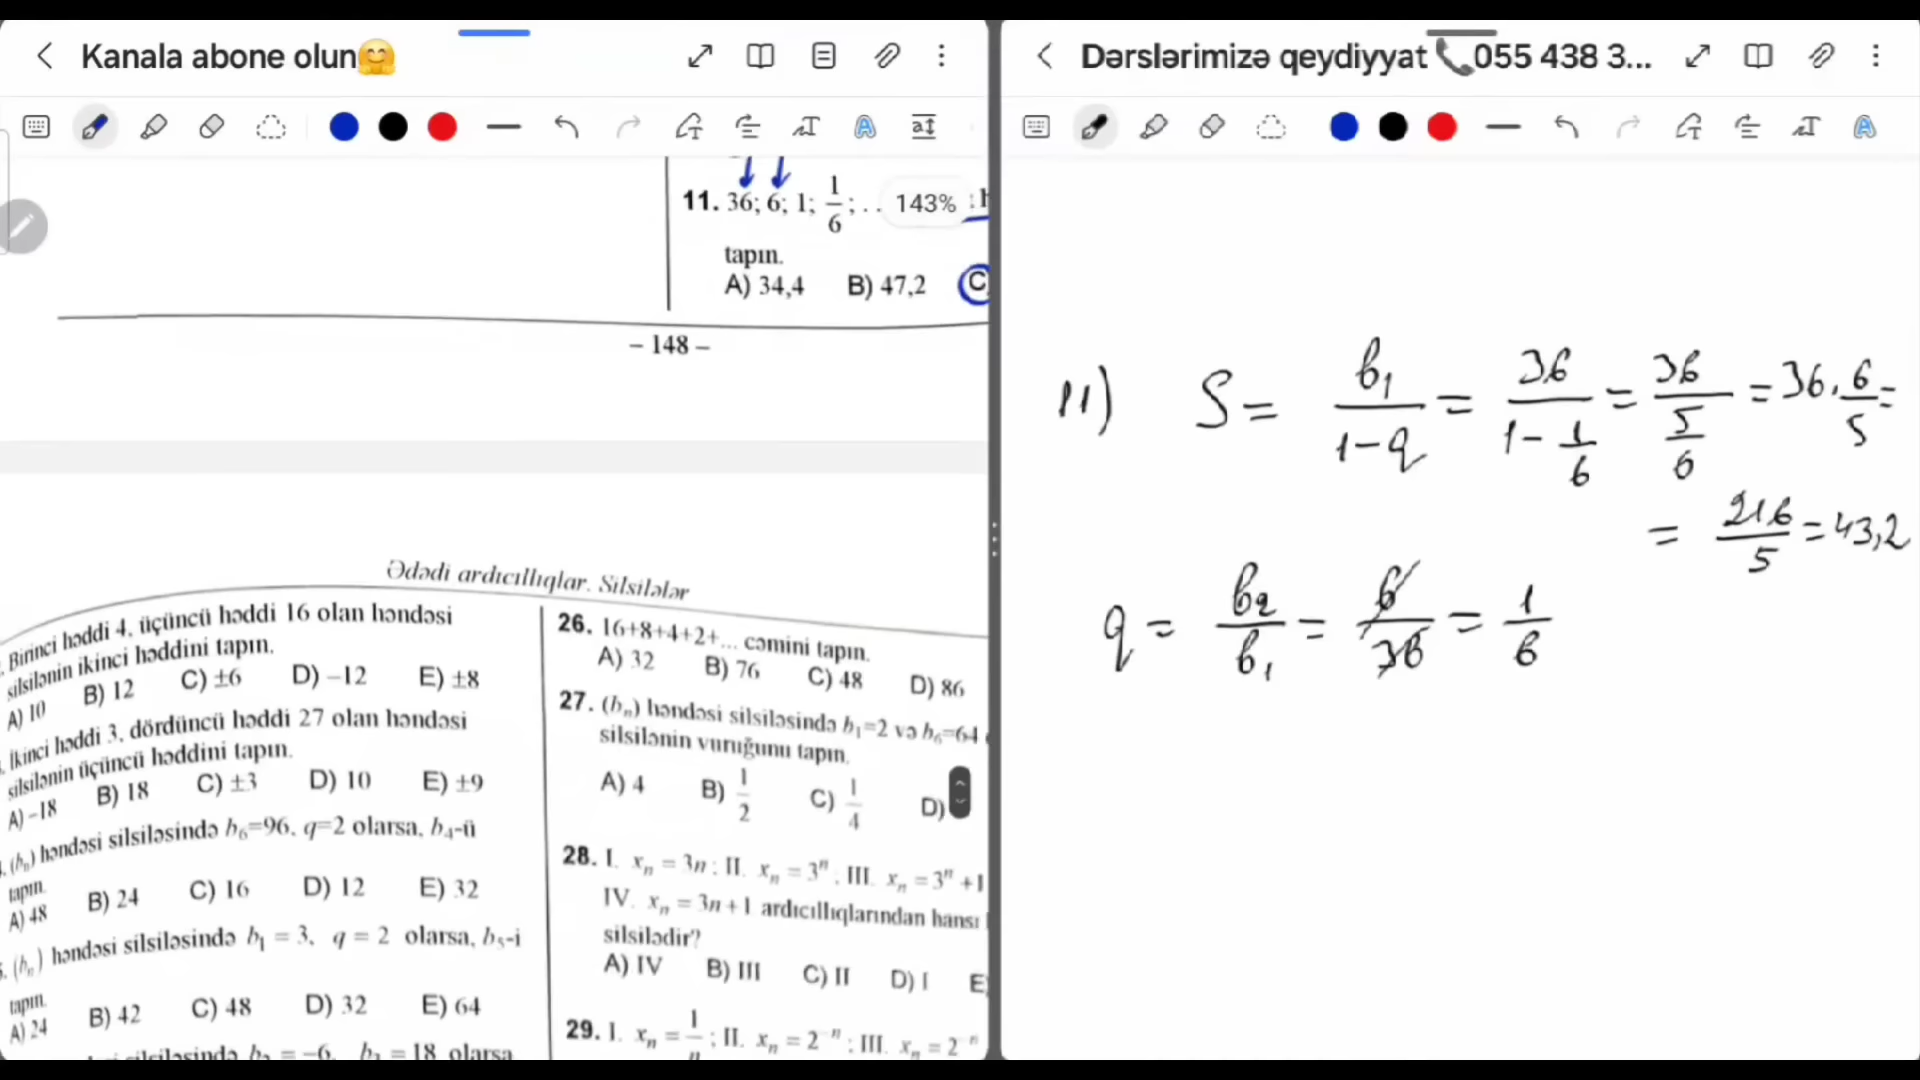 Kanala abone olun🤗
11. 36; 6; 1; 1/6; . .
143%
tapın.
A) 34,4 B) 47,2 C
– 148 –
Ədədi ardıcıllıqlar. Silsilələr
Birinci həddi 4, üçüncü həddi 16 olan həndəsi
silsilənin ikinci həddini tapın.
A) 10 B) 12 C) ±6 D) –12 E) ±8
İkinci həddi 3, dördüncü həddi 27 olan həndəsi
silsilənin üçüncü həddini tapın.
A) –18 B) 18 C) ±3 D) 10 E) ±9
(bₙ) həndəsi silsiləsində b₆=96, q=2 olarsa, b₄-ü
tapın.
A) 48 B) 24 C) 16 D) 12 E) 32
(bₙ) həndəsi silsiləsində b₁ = 3, q = 2 olarsa, b₅-i
tapın.
A) 24 B) 42 C) 48 D) 32 E) 64
silsiləsində = –6, = 18 olarsa
26. 16+8+4+2+... cəmini tapın.
A) 32 B) 76 C) 48 D) 86
27. (bₙ) həndəsi silsiləsində b₁=2 və b₆=64
silsilənin vuruğunu tapın.
A) 4 B) 1/2 C) 1/4 D)
28. I. xₙ = 3n ; II. xₙ = 3ⁿ ; III. xₙ = 3ⁿ +1
IV. xₙ = 3n + 1 ardıcıllıqlarından hansı
silsilədir?
A) IV B) III C) II D) I E)
29. I. xₙ = 1/n ; II. xₙ = 2⁻ⁿ ; III. xₙ = 2⁻ⁿ
Dərslərimizə qeydiyyat 📞055 438 3...
11) S = b₁/(1-q) = 36/(1-1/6) = 36/(5/6) = 36·6/5 =
= 216/5 = 43,2
q = b₂/b₁ = 6/36 = 1/6